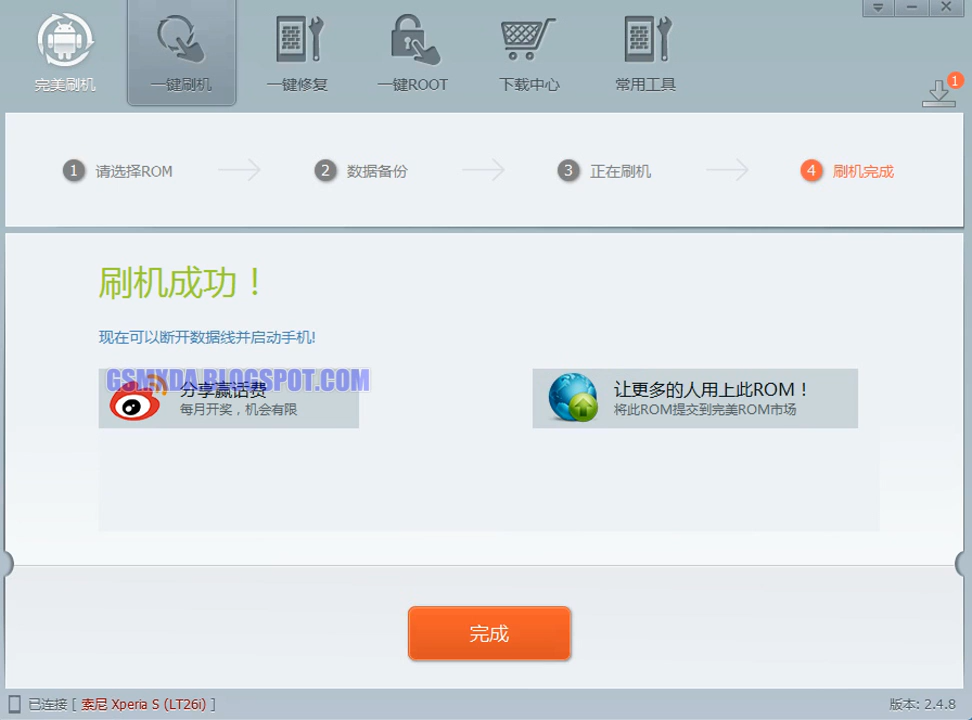 完美刷机
一键刷机
一键修复
一键ROOT
下载中心
常用工具
1
1 请选择ROM
2 数据备份
3 正在刷机
4 刷机完成
刷机成功！
现在可以断开数据线并启动手机!
GSMXDA.BLOGSPOT.COM
分享赢话费
每月开奖，机会有限
让更多的人用上此ROM！
将此ROM提交到完美ROM市场
完成
已连接 [ 索尼 Xperia S (LT26i) ]
版本: 2.4.8